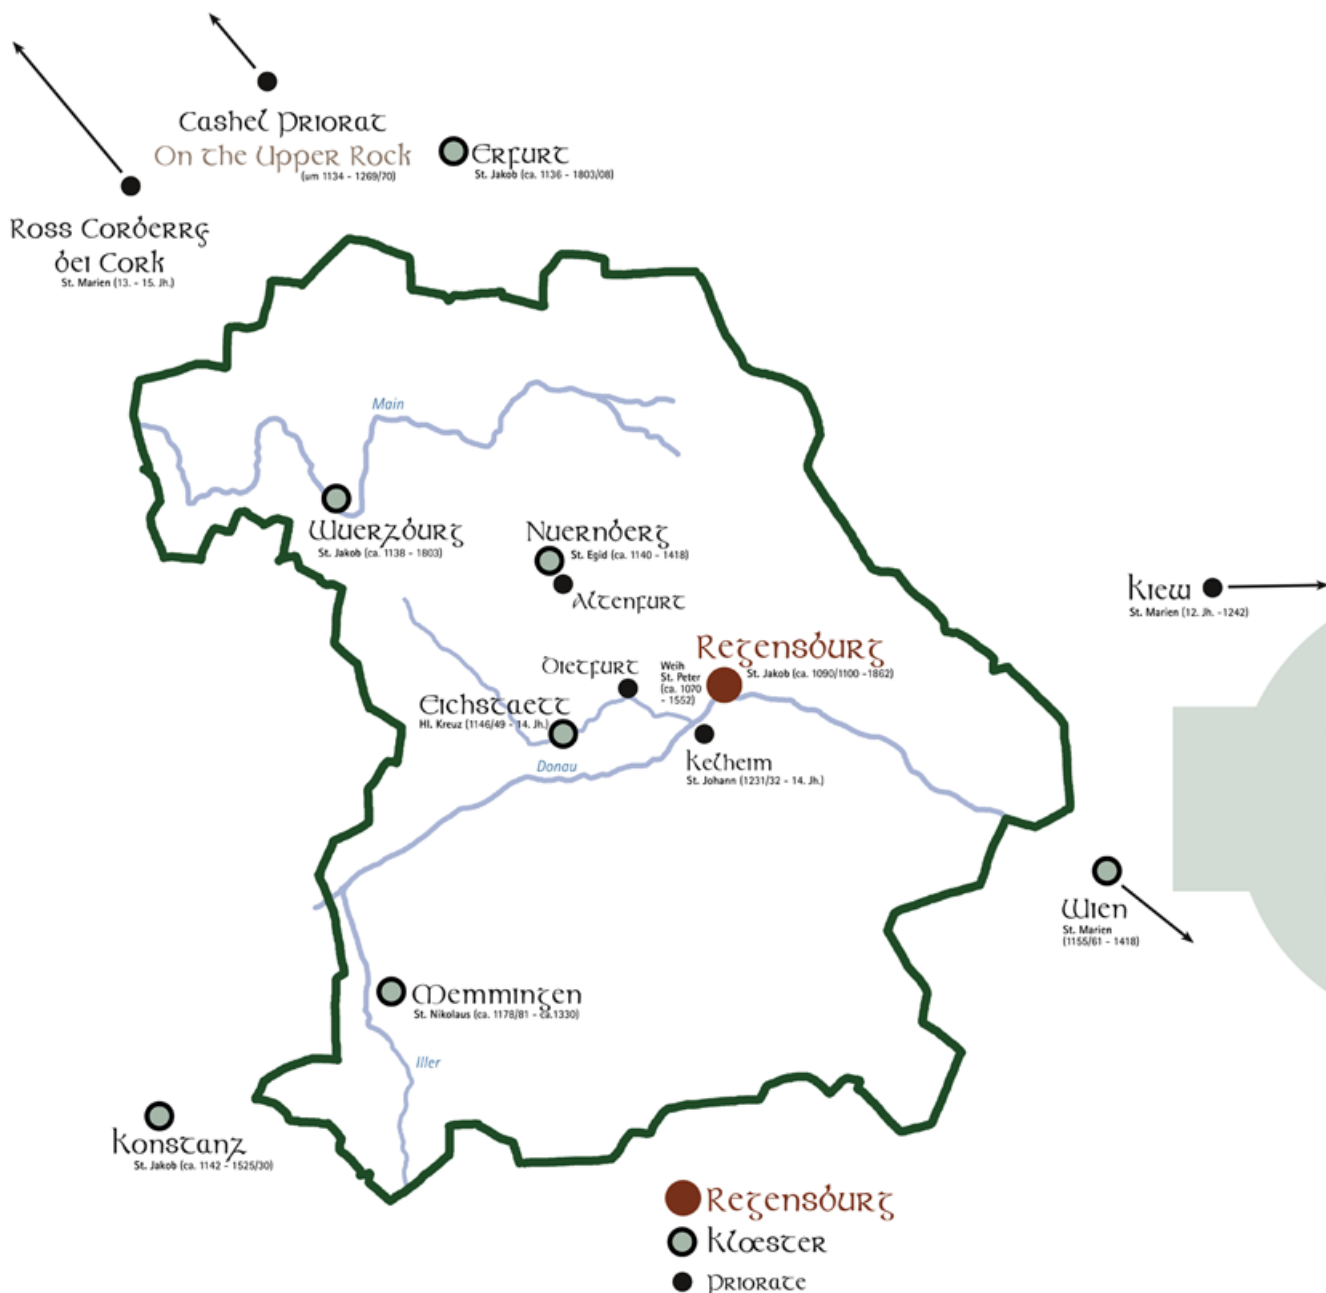 Cashel Priorat
On the Upper Rock
(um 1134 - 1269/70)
Erfurt
St. Jakob (ca. 1136 - 1803/08)
Ross Corberrg
bei Cork
St. Marien (13. - 15. Jh.)
Main
Wuerzburg
St. Jakob (ca. 1138 - 1803)
Nuernberg
St. Egid (ca. 1140 - 1418)
Altenfurt
Kiew
St. Marien (12. Jh. -1242)
Regensburg
St. Jakob (ca. 1090/1100 -1862)
Weih
St. Peter
(ca. 1070
- 1552)
Dietfurt
Eichstaett
Hl. Kreuz (1146/49 - 14. Jh.)
Donau
Kelheim
St. Johann (1231/32 - 14. Jh.)
Wien
St. Marien
(1155/61 - 1418)
Memmingen
St. Nikolaus (ca. 1178/81 - ca.1330)
Iller
Konstanz
St. Jakob (ca. 1142 - 1525/30)
Regensburg
Kloester
Priorate